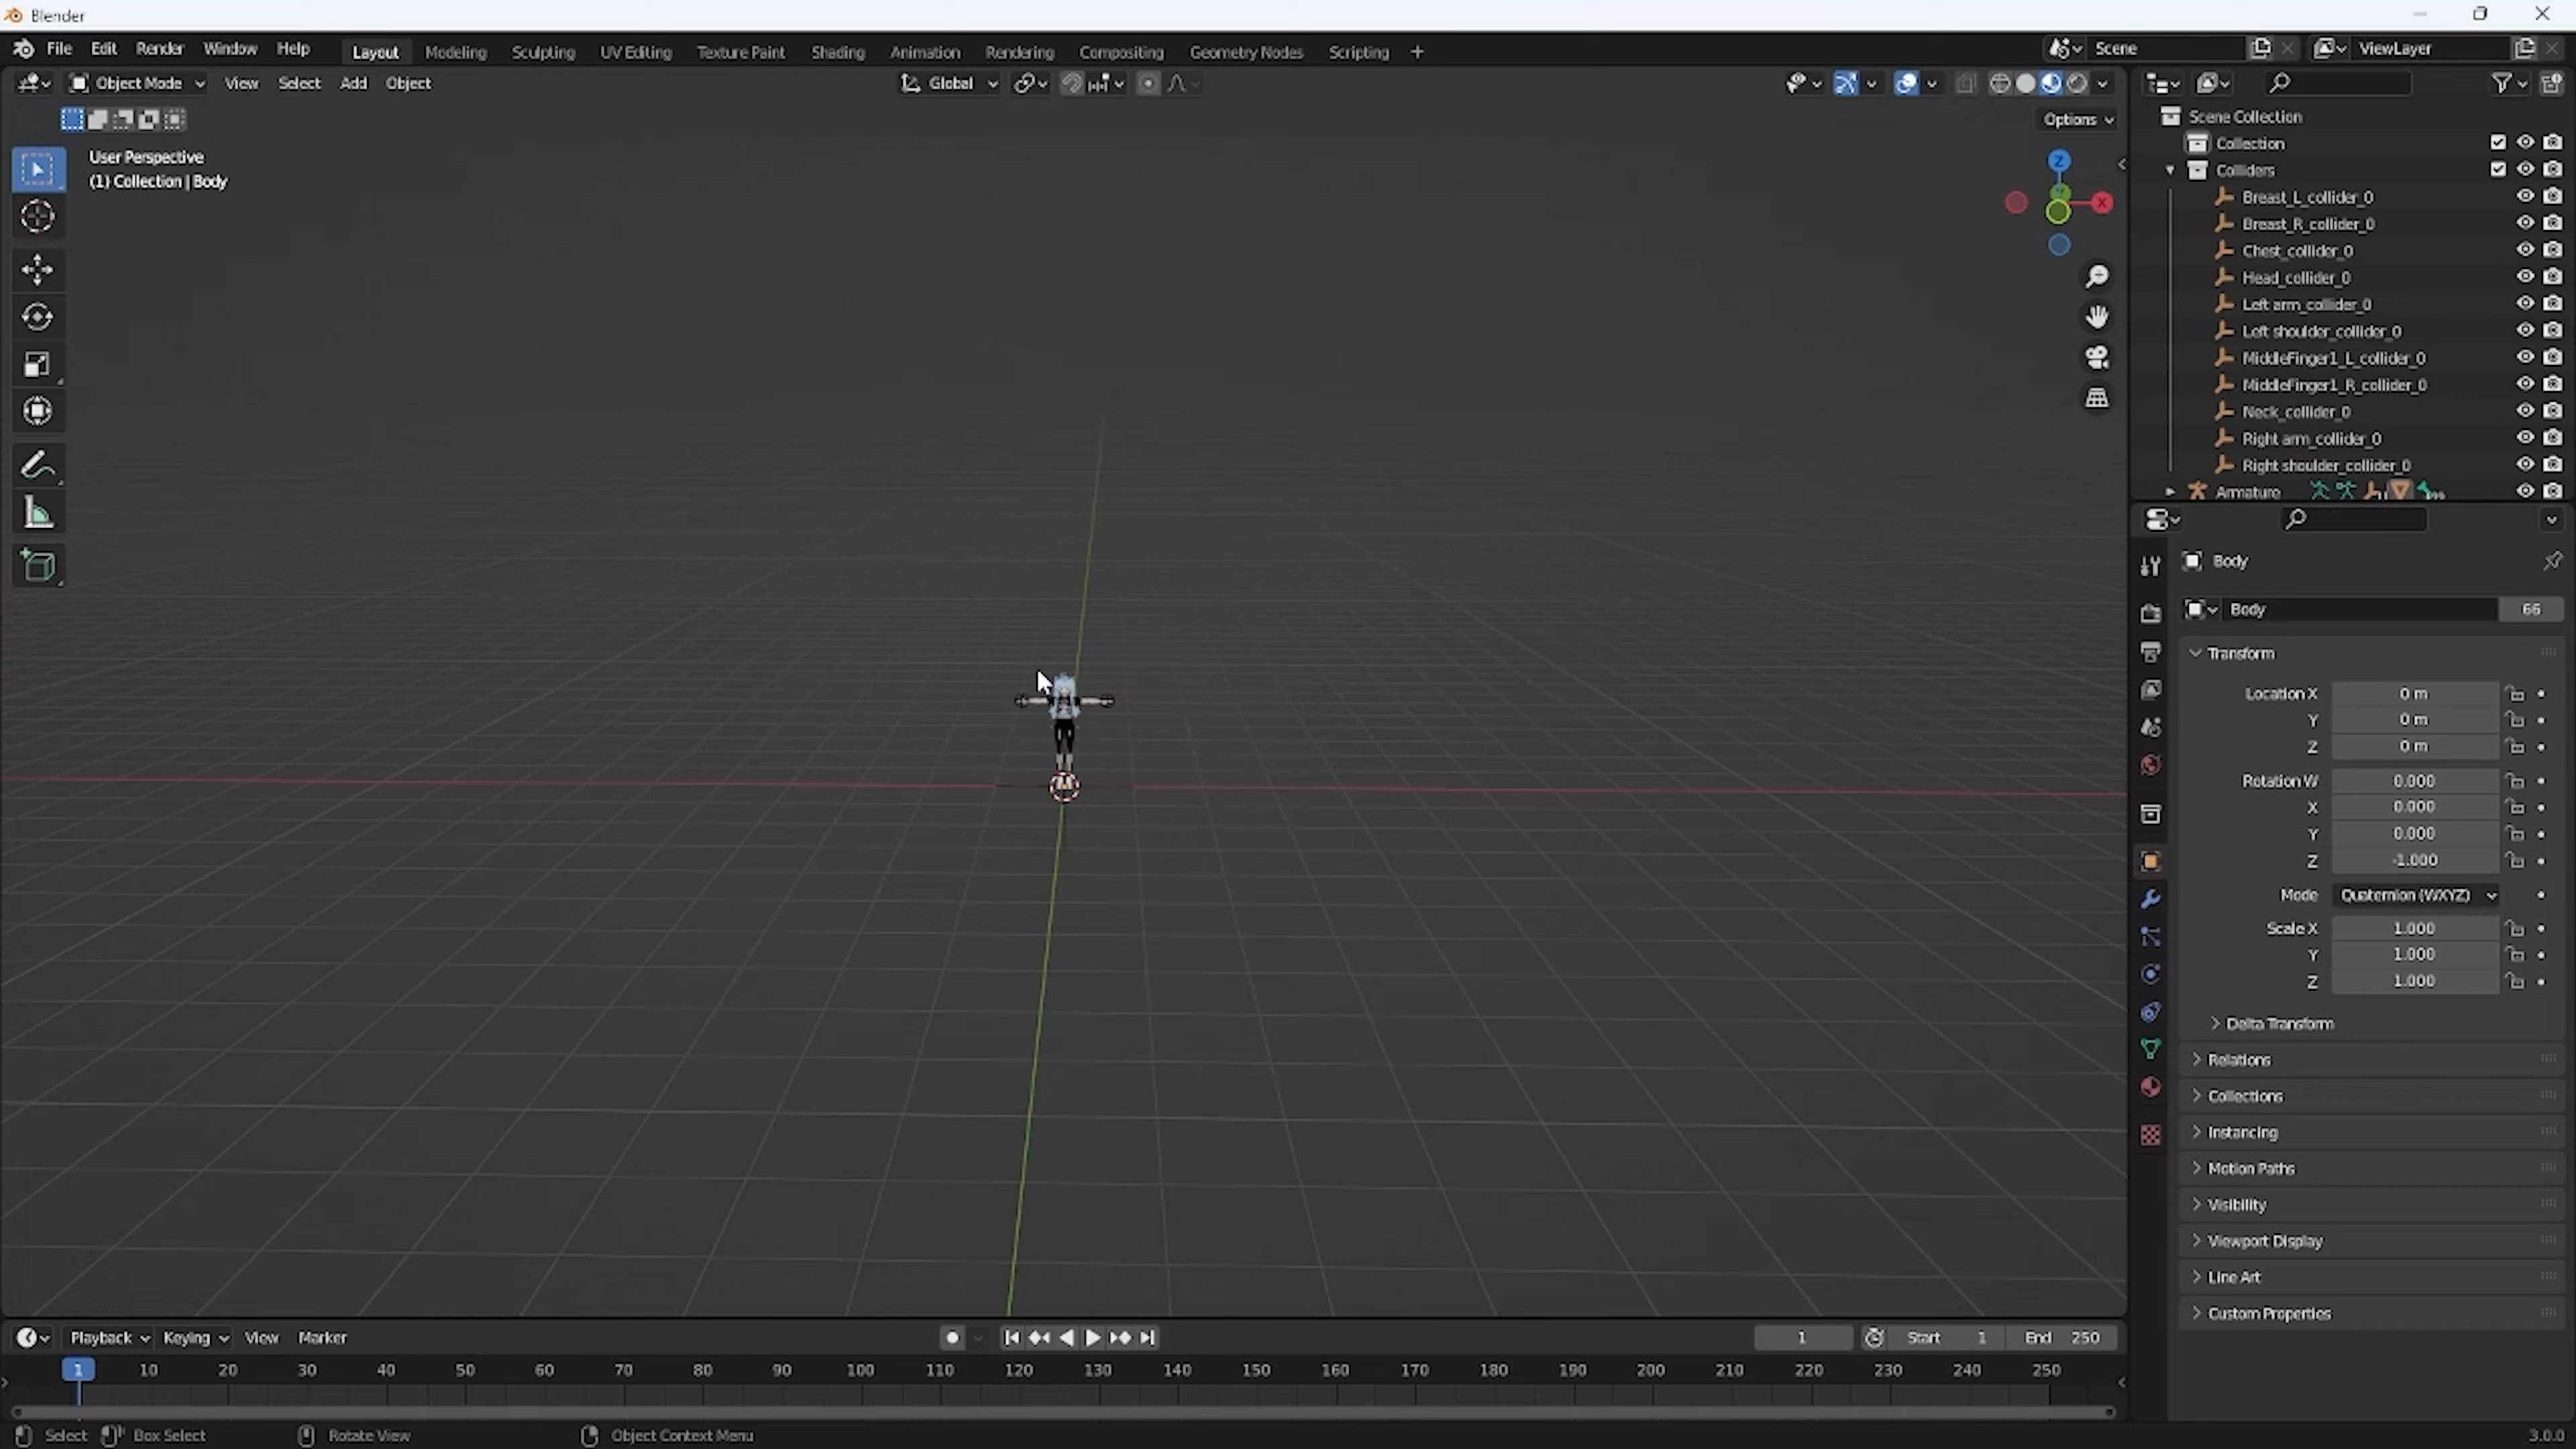 Blender
File Edit Render Window Help Layout Modeling Sculpting UV Editing Texture Paint Shading Animation Rendering Compositing Geometry Nodes Scripting + Scene ViewLayer
Object Mode View Select Add Object Global
Options
User Perspective
(1) Collection | Body
Z
X
Scene Collection
Collection
Colliders
Breast_L_collider_0
Breast_R_collider_0
Chest_collider_0
Head_collider_0
Left arm_collider_0
Left shoulder_collider_0
MiddleFinger1_L_collider_0
MiddleFinger1_R_collider_0
Neck_collider_0
Right arm_collider_0
Right shoulder_collider_0
Armature
Body
Body 66
Transform
Location X 0 m
Y 0 m
Z 0 m
Rotation W 0.000
X 0.000
Y 0.000
Z -1.000
Mode Quaternion (WXYZ)
Scale X 1.000
Y 1.000
Z 1.000
Delta Transform
Relations
Collections
Instancing
Motion Paths
Visibility
Viewport Display
Line Art
Custom Properties
Playback Keying View Marker 1 Start 1 End 250
1 10 20 30 40 50 60 70 80 90 100 110 120 130 140 150 160 170 180 190 200 210 220 230 240 250
Select Box Select Rotate View Object Context Menu 3.0.0